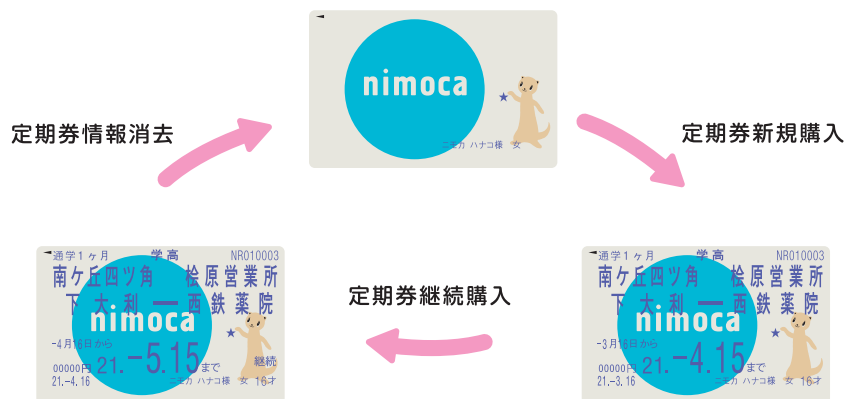 nimoca
ニモカ ハナコ様 女
定期券情報消去
定期券新規購入
通学1ヶ月 学高 NR010003
南ケ丘四ツ角 桧原営業所
下大利 ― 西鉄薬院
nimoca
-4月16日から
00000円 21.-5.15まで 継続
21.-4.16 ニモカ ハナコ様 女 16才
定期券継続購入
通学1ヶ月 学高 NR010003
南ケ丘四ツ角 桧原営業所
下大利 ― 西鉄薬院
nimoca
-3月16日から
00000円 21.-4.15まで
21.-3.16 ニモカ ハナコ様 女 16才